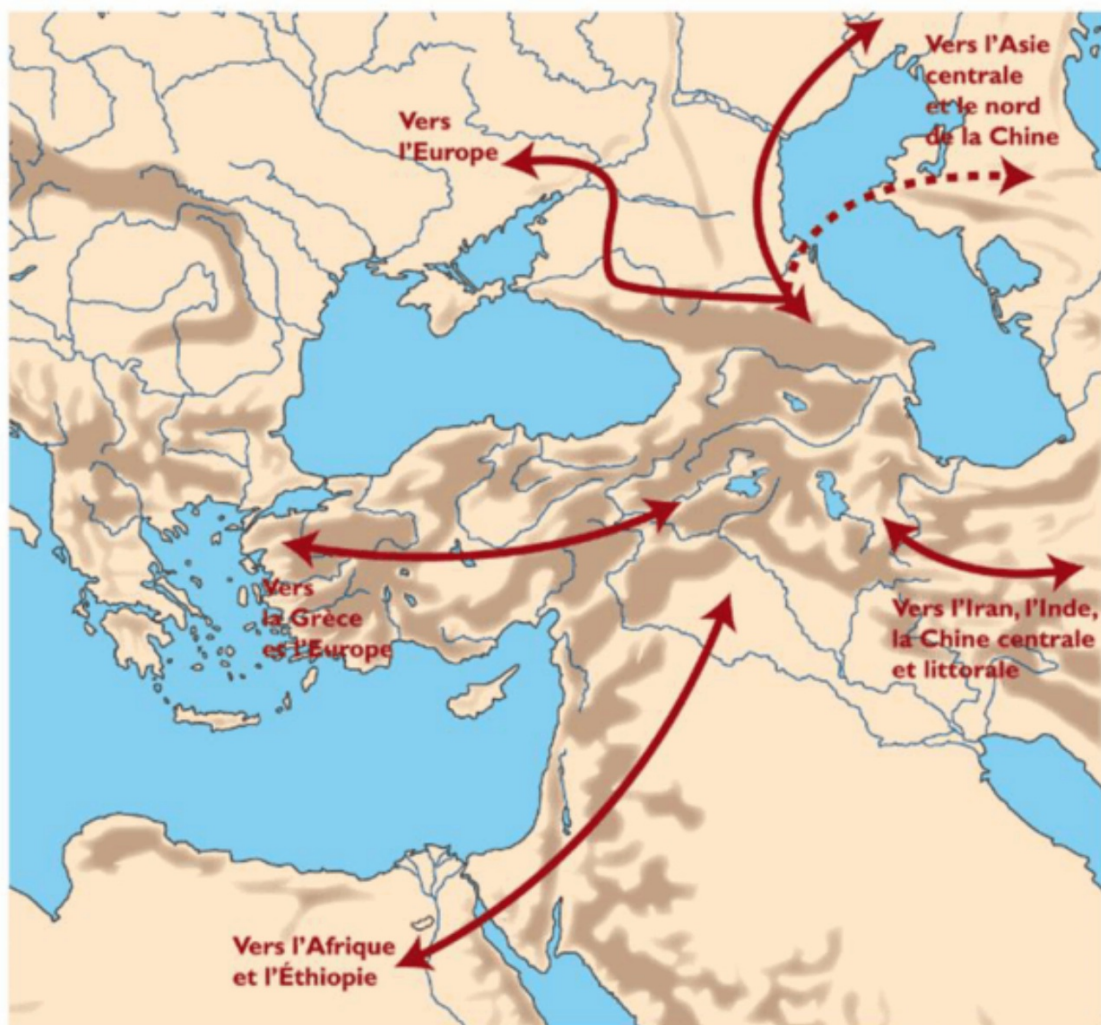 Vers l'Asie
centrale
et le nord
de la Chine
Vers
l'Europe
Vers
la Grèce
et l'Europe
Vers l'Iran, l'Inde,
la Chine centrale
et littorale
Vers l'Afrique
et l'Éthiopie